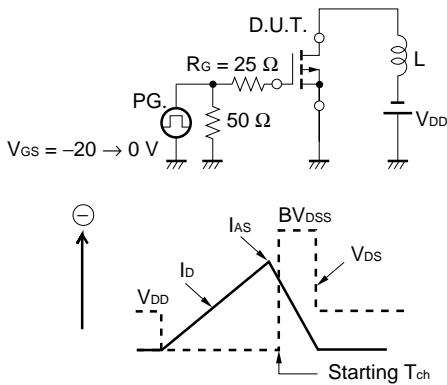 D.U.T.
RG = 25 Ω
L
PG.
50 Ω
VDD
VGS = −20 → 0 V
−
IAS
BVDSS
ID
VDS
VDD
Starting Tch